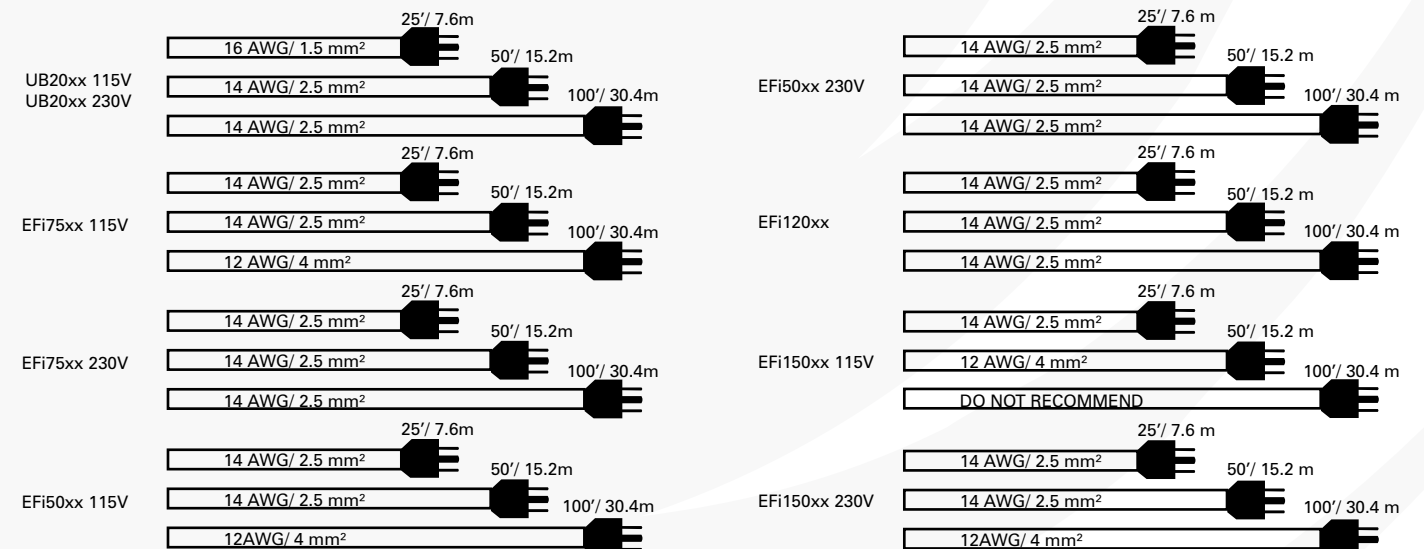 25′/ 7.6m
16 AWG/ 1.5 mm²
50′/ 15.2m
UB20xx 115V
UB20xx 230V
14 AWG/ 2.5 mm²
100′/ 30.4m
14 AWG/ 2.5 mm²
25′/ 7.6m
14 AWG/ 2.5 mm²
50′/ 15.2m
EFi75xx 115V
14 AWG/ 2.5 mm²
100′/ 30.4m
12 AWG/ 4 mm²
25′/ 7.6m
14 AWG/ 2.5 mm²
50′/ 15.2m
EFi75xx 230V
14 AWG/ 2.5 mm²
100′/ 30.4m
14 AWG/ 2.5 mm²
25′/ 7.6m
14 AWG/ 2.5 mm²
50′/ 15.2m
EFi50xx 115V
14 AWG/ 2.5 mm²
100′/ 30.4m
12AWG/ 4 mm²
25′/ 7.6 m
14 AWG/ 2.5 mm²
50′/ 15.2 m
EFi50xx 230V
14 AWG/ 2.5 mm²
100′/ 30.4 m
14 AWG/ 2.5 mm²
25′/ 7.6 m
14 AWG/ 2.5 mm²
50′/ 15.2 m
EFi120xx
14 AWG/ 2.5 mm²
100′/ 30.4 m
14 AWG/ 2.5 mm²
25′/ 7.6 m
14 AWG/ 2.5 mm²
50′/ 15.2 m
EFi150xx 115V
12 AWG/ 4 mm²
100′/ 30.4 m
DO NOT RECOMMEND
25′/ 7.6 m
14 AWG/ 2.5 mm²
50′/ 15.2 m
EFi150xx 230V
14 AWG/ 2.5 mm²
100′/ 30.4 m
12AWG/ 4 mm²